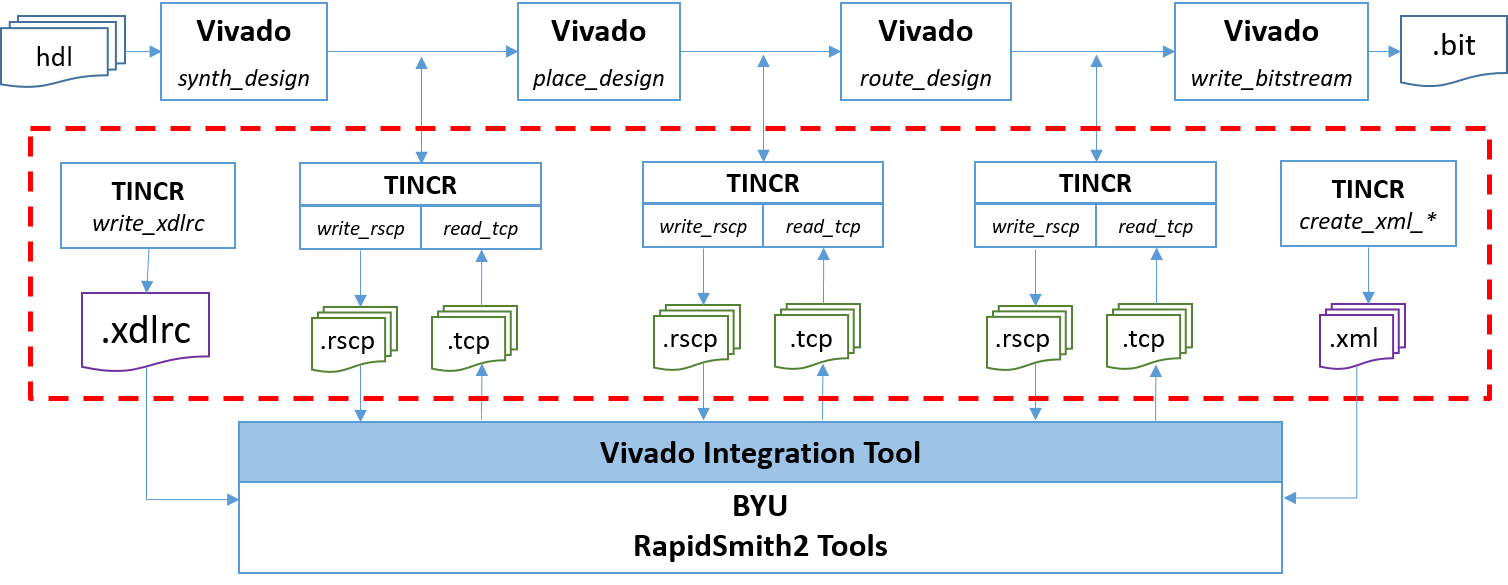 hdl
Vivado
synth_design
Vivado
place_design
Vivado
route_design
Vivado
write_bitstream
.bit
TINCR
write_xdlrc
TINCR
write_rscp
read_tcp
TINCR
write_rscp
read_tcp
TINCR
write_rscp
read_tcp
TINCR
create_xml_*
.xdlrc
.rscp
.tcp
.rscp
.tcp
.rscp
.tcp
.xml
Vivado Integration Tool
BYU
RapidSmith2 Tools